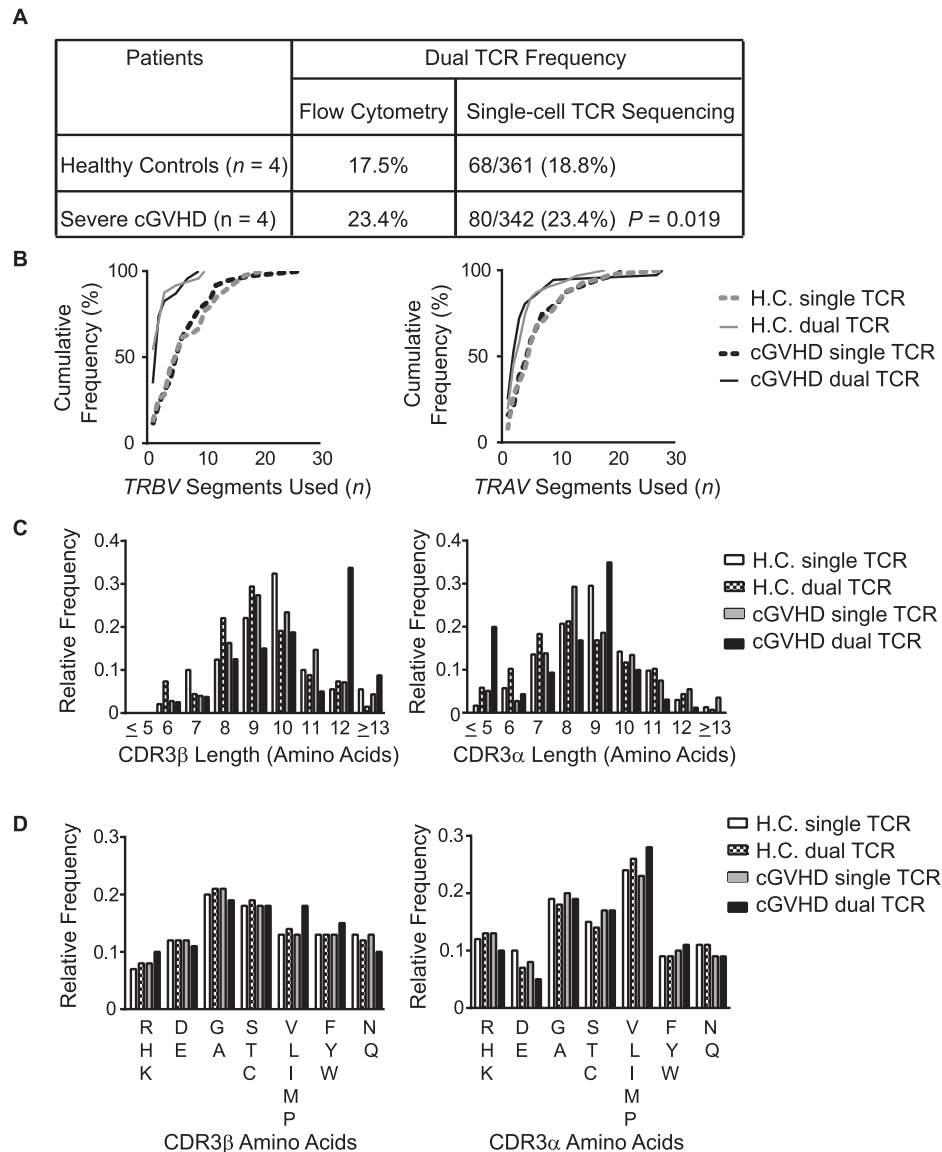 A
Patients
Dual TCR Frequency
Flow Cytometry
Single-cell TCR Sequencing
Healthy Controls (n = 4)
17.5%
68/361 (18.8%)
Severe cGVHD (n = 4)
23.4%
80/342 (23.4%) P = 0.019
B
Cumulative
Frequency (%)
100
50
0
0 10 20 30
TRBV Segments Used (n)
Cumulative
Frequency (%)
100
50
0
0 10 20 30
TRAV Segments Used (n)
H.C. single TCR
H.C. dual TCR
cGVHD single TCR
cGVHD dual TCR
C
Relative Frequency
0.4
0.3
0.2
0.1
0
≤ 5 6 7 8 9 10 11 12 ≥13
CDR3β Length (Amino Acids)
Relative Frequency
0.4
0.3
0.2
0.1
0
≤ 5 6 7 8 9 10 11 12 ≥13
CDR3α Length (Amino Acids)
H.C. single TCR
H.C. dual TCR
cGVHD single TCR
cGVHD dual TCR
D
Relative Frequency
0.3
0.2
0.1
0
R D G S V F N
H E A T L Y Q
K C I W
M
P
CDR3β Amino Acids
Relative Frequency
0.3
0.2
0.1
0
R D G S V F N
H E A T L Y Q
K C I W
M
P
CDR3α Amino Acids
H.C. single TCR
H.C. dual TCR
cGVHD single TCR
cGVHD dual TCR